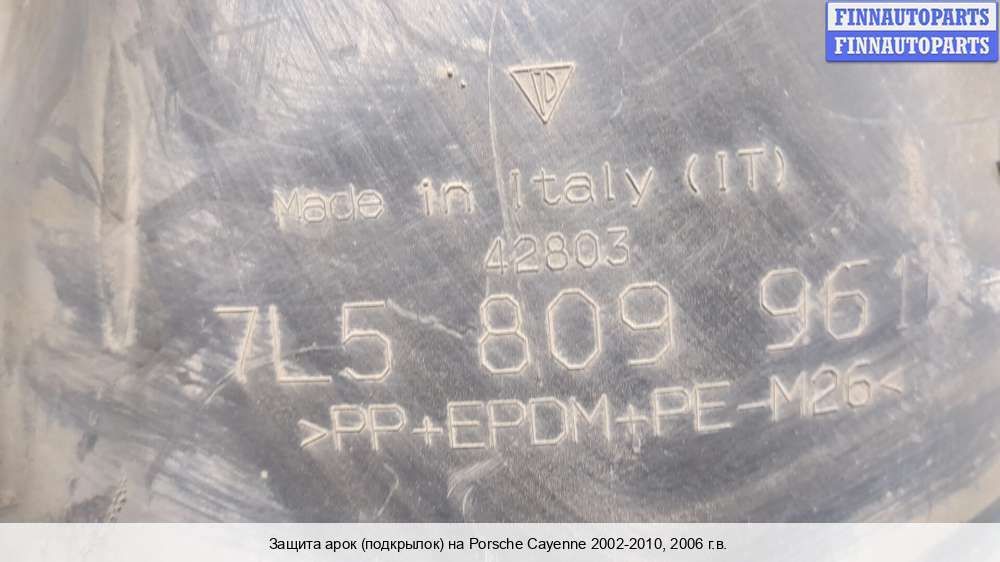 FINNAUTOPARTS
FINNAUTOPARTS
Made in Italy (IT)
42803
7L5 809 961
>PP+EPDM+PE-M26<
Защита арок (подкрылок) на Porsche Cayenne 2002-2010, 2006 г.в.